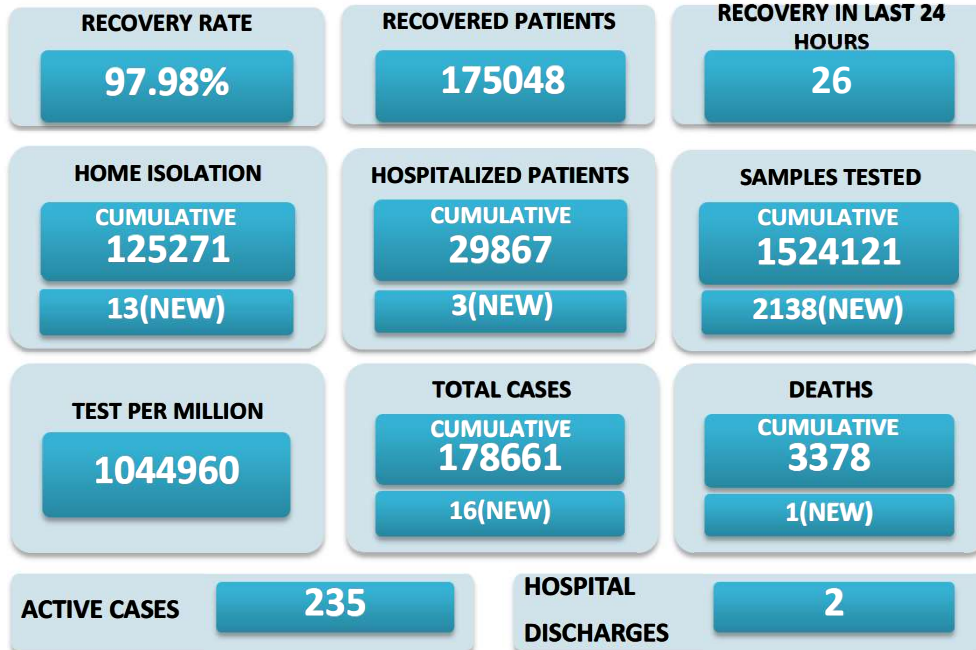 RECOVERY RATE
97.98%
RECOVERED PATIENTS
175048
RECOVERY IN LAST 24
HOURS
26
HOME ISOLATION
CUMULATIVE
125271
13(NEW)
HOSPITALIZED PATIENTS
CUMULATIVE
29867
3(NEW)
SAMPLES TESTED
CUMULATIVE
1524121
2138(NEW)
TEST PER MILLION
1044960
TOTAL CASES
CUMULATIVE
178661
16(NEW)
DEATHS
CUMULATIVE
3378
1(NEW)
ACTIVE CASES
235
HOSPITAL
DISCHARGES
2